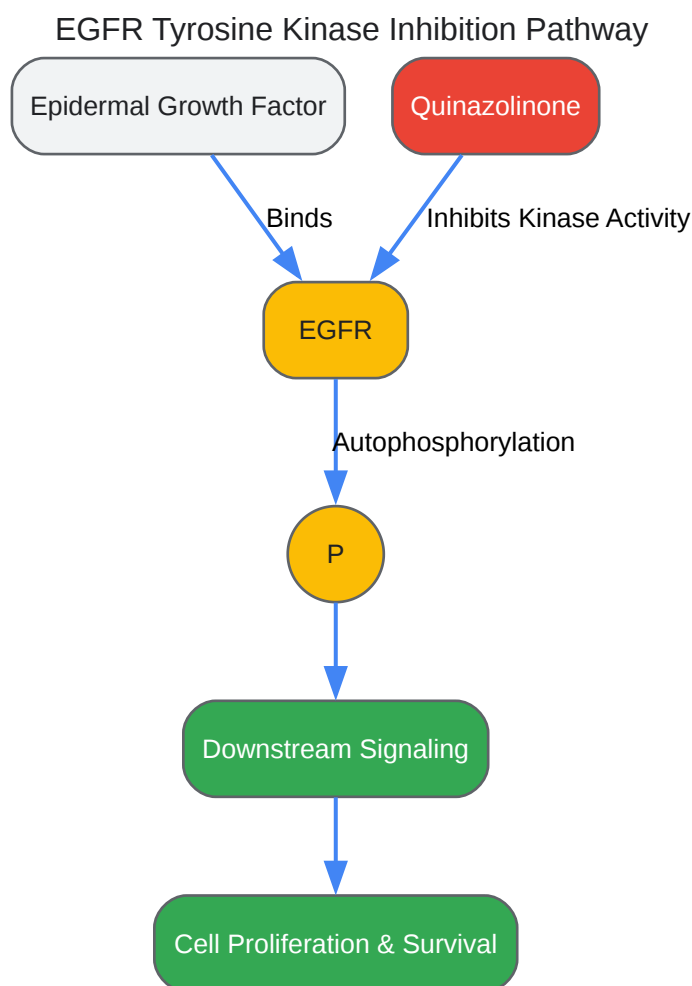 EGFR Tyrosine Kinase Inhibition Pathway
Epidermal Growth Factor
Quinazolinone
Binds
Inhibits Kinase Activity
EGFR
Autophosphorylation
P
Downstream Signaling
Cell Proliferation & Survival